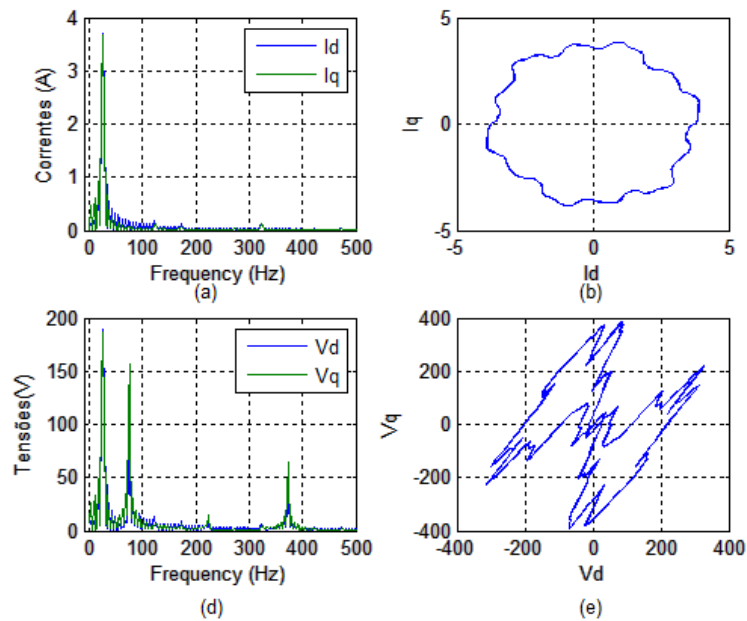 4
3
2
1
0
Correntes (A)
Id
Iq
0 100 200 300 400 500
Frequency (Hz)
(a)
5
0
-5
Iq
-5 0 5
Id
(b)
200
150
100
50
0
Tensões(V)
Vd
Vq
0 100 200 300 400 500
Frequency (Hz)
(d)
400
200
0
-200
-400
Vq
-400 -200 0 200 400
Vd
(e)